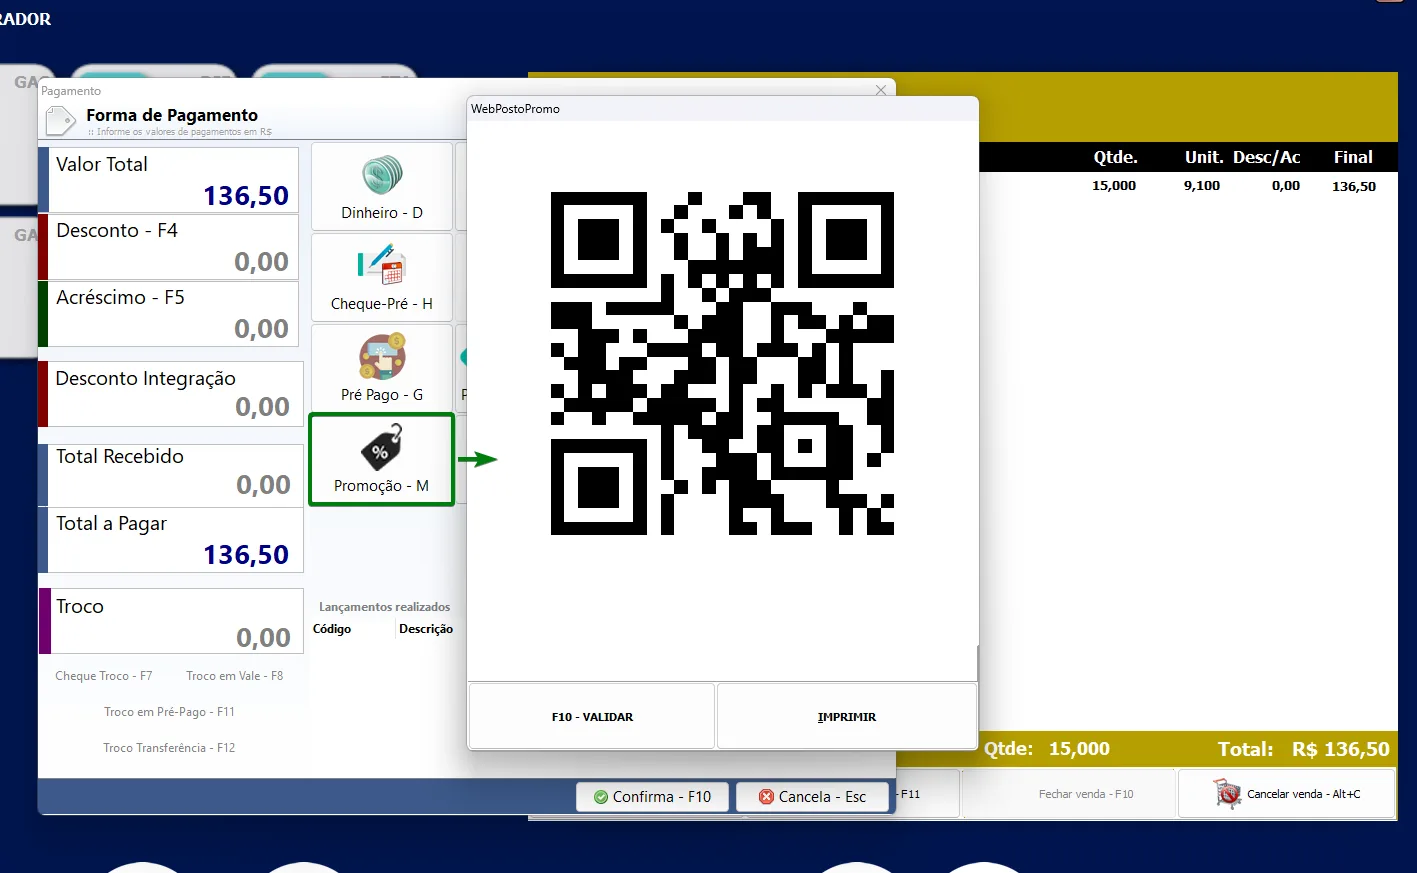 RADOR
GAS
GAS
Pagamento
Forma de Pagamento
:: Informe os valores de pagamentos em R$
Valor Total
136,50
Desconto - F4
0,00
Acréscimo - F5
0,00
Desconto Integração
0,00
Total Recebido
0,00
Total a Pagar
136,50
Troco
0,00
Cheque Troco - F7
Troco em Vale - F8
Troco em Pré-Pago - F11
Troco Transferência - F12
Dinheiro - D
Cheque-Pré - H
Pré Pago - G
P
%
Promoção - M
Lançamentos realizados
Código Descrição
WebPostoPromo
F10 - VALIDAR
IMPRIMIR
Confirma - F10
Cancela - Esc
Qtde. Unit. Desc/Ac Final
15,000 9,100 0,00 136,50
Qtde: 15,000 Total: R$ 136,50
- F11
Fechar venda - F10
Cancelar venda - Alt+C